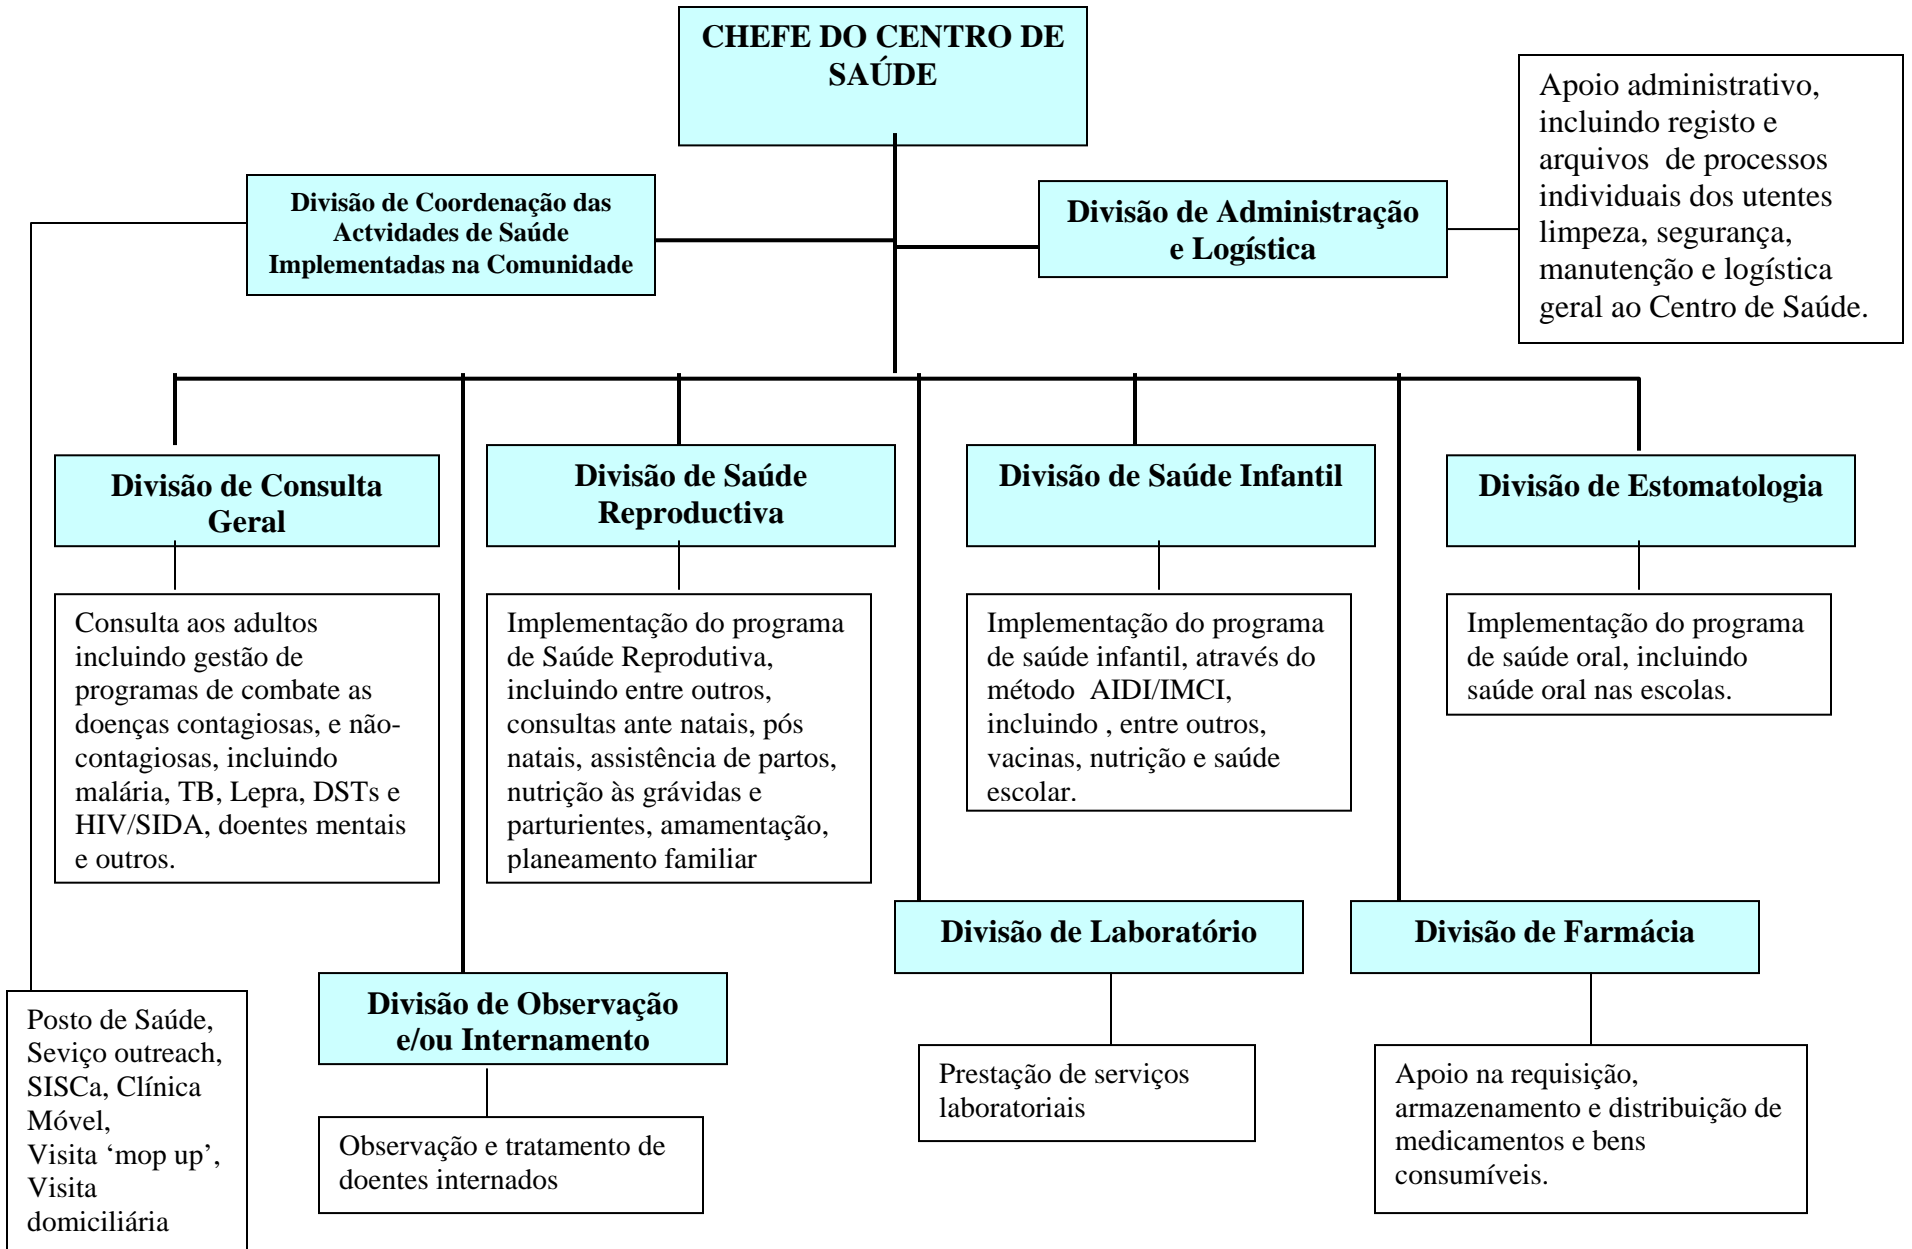 CHEFE DO CENTRO DE
SAÚDE
Apoio administrativo,
incluindo registo e
arquivos  de processos
individuais dos utentes
limpeza, segurança,
manutenção e logística
geral ao Centro de Saúde.
Divisão de Coordenação das
Actvidades de Saúde
Implementadas na Comunidade
Divisão de Administração
e Logística
Divisão de Consulta
Geral
Divisão de Saúde
Reproductiva
Divisão de Saúde Infantil
Divisão de Estomatologia
Consulta aos adultos
incluindo gestão de
programas de combate as
doenças contagiosas, e não-
contagiosas, incluindo
malária, TB, Lepra, DSTs e
HIV/SIDA, doentes mentais
e outros.
Implementação do programa
de Saúde Reprodutiva,
incluindo entre outros,
consultas ante natais, pós
natais, assistência de partos,
nutrição às grávidas e
parturientes, amamentação,
planeamento familiar
Implementação do programa
de saúde infantil, através do
método  AIDI/IMCI,
incluindo , entre outros,
vacinas, nutrição e saúde
escolar.
Implementação do programa
de saúde oral, incluindo
saúde oral nas escolas.
Divisão de Laboratório
Divisão de Farmácia
Divisão de Observação
e/ou Internamento
Posto de Saúde,
Seviço outreach,
SISCa, Clínica
Móvel,
Visita ‘mop up’,
Visita
domiciliária
Observação e tratamento de
doentes internados
Prestação de serviços
laboratoriais
Apoio na requisição,
armazenamento e distribuição de
medicamentos e bens
consumíveis.